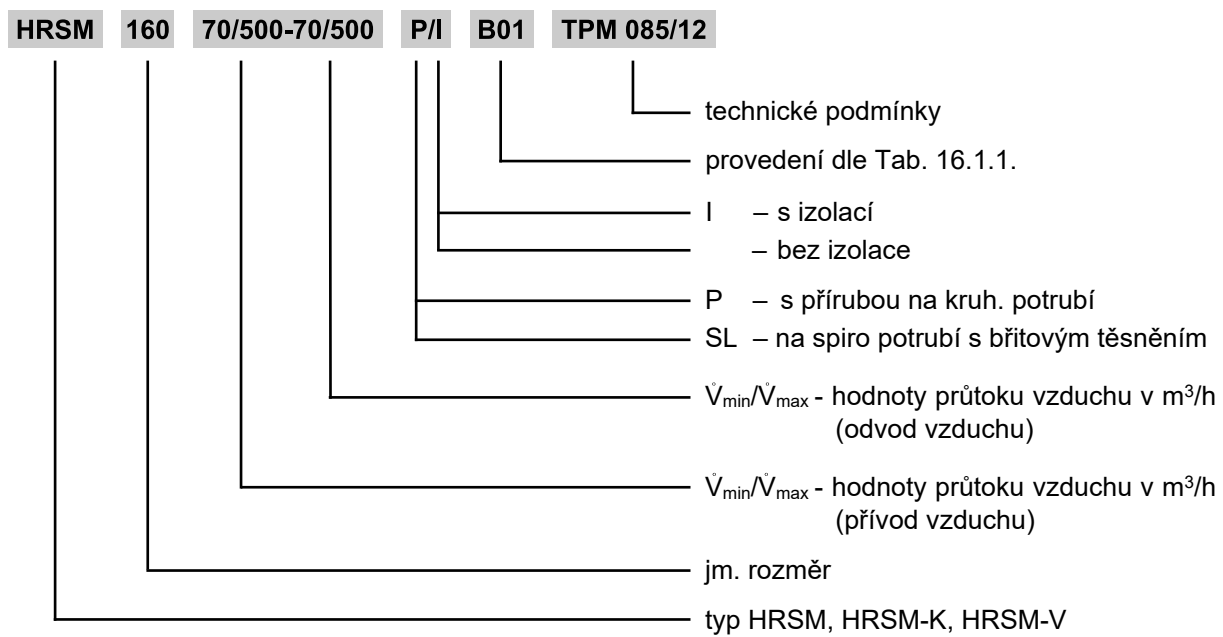 HRSM 160 70/500-70/500 P/I B01 TPM 085/12
technické podmínky
provedení dle Tab. 16.1.1.
I – s izolací
– bez izolace
P – s přírubou na kruh. potrubí
SL – na spiro potrubí s břitovým těsněním
V̊min/V̊max - hodnoty průtoku vzduchu v m³/h
(odvod vzduchu)
V̊min/V̊max - hodnoty průtoku vzduchu v m³/h
(přívod vzduchu)
jm. rozměr
typ HRSM, HRSM-K, HRSM-V